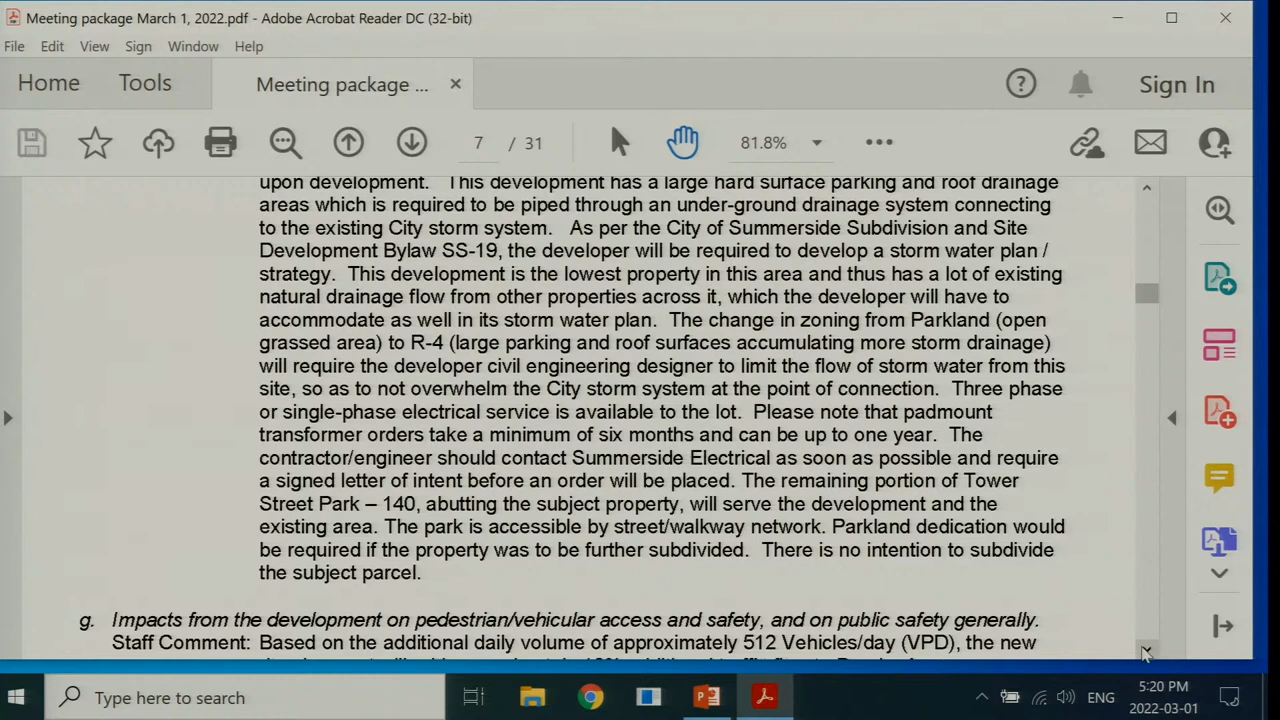 Meeting package March 1, 2022.pdf - Adobe Acrobat Reader DC (32-bit)
File Edit View Sign Window Help
Home Tools Meeting package ... Sign In
7 / 31 81.8%
upon development. This development has a large hard surface parking and roof drainage
areas which is required to be piped through an under-ground drainage system connecting
to the existing City storm system. As per the City of Summerside Subdivision and Site
Development Bylaw SS-19, the developer will be required to develop a storm water plan /
strategy. This development is the lowest property in this area and thus has a lot of existing
natural drainage flow from other properties across it, which the developer will have to
accommodate as well in its storm water plan. The change in zoning from Parkland (open
grassed area) to R-4 (large parking and roof surfaces accumulating more storm drainage)
will require the developer civil engineering designer to limit the flow of storm water from this
site, so as to not overwhelm the City storm system at the point of connection. Three phase
or single-phase electrical service is available to the lot. Please note that padmount
transformer orders take a minimum of six months and can be up to one year. The
contractor/engineer should contact Summerside Electrical as soon as possible and require
a signed letter of intent before an order will be placed. The remaining portion of Tower
Street Park – 140, abutting the subject property, will serve the development and the
existing area. The park is accessible by street/walkway network. Parkland dedication would
be required if the property was to be further subdivided. There is no intention to subdivide
the subject parcel.
g. Impacts from the development on pedestrian/vehicular access and safety, and on public safety generally.
Staff Comment: Based on the additional daily volume of approximately 512 Vehicles/day (VPD), the new
Type here to search
ENG
5:20 PM
2022-03-01